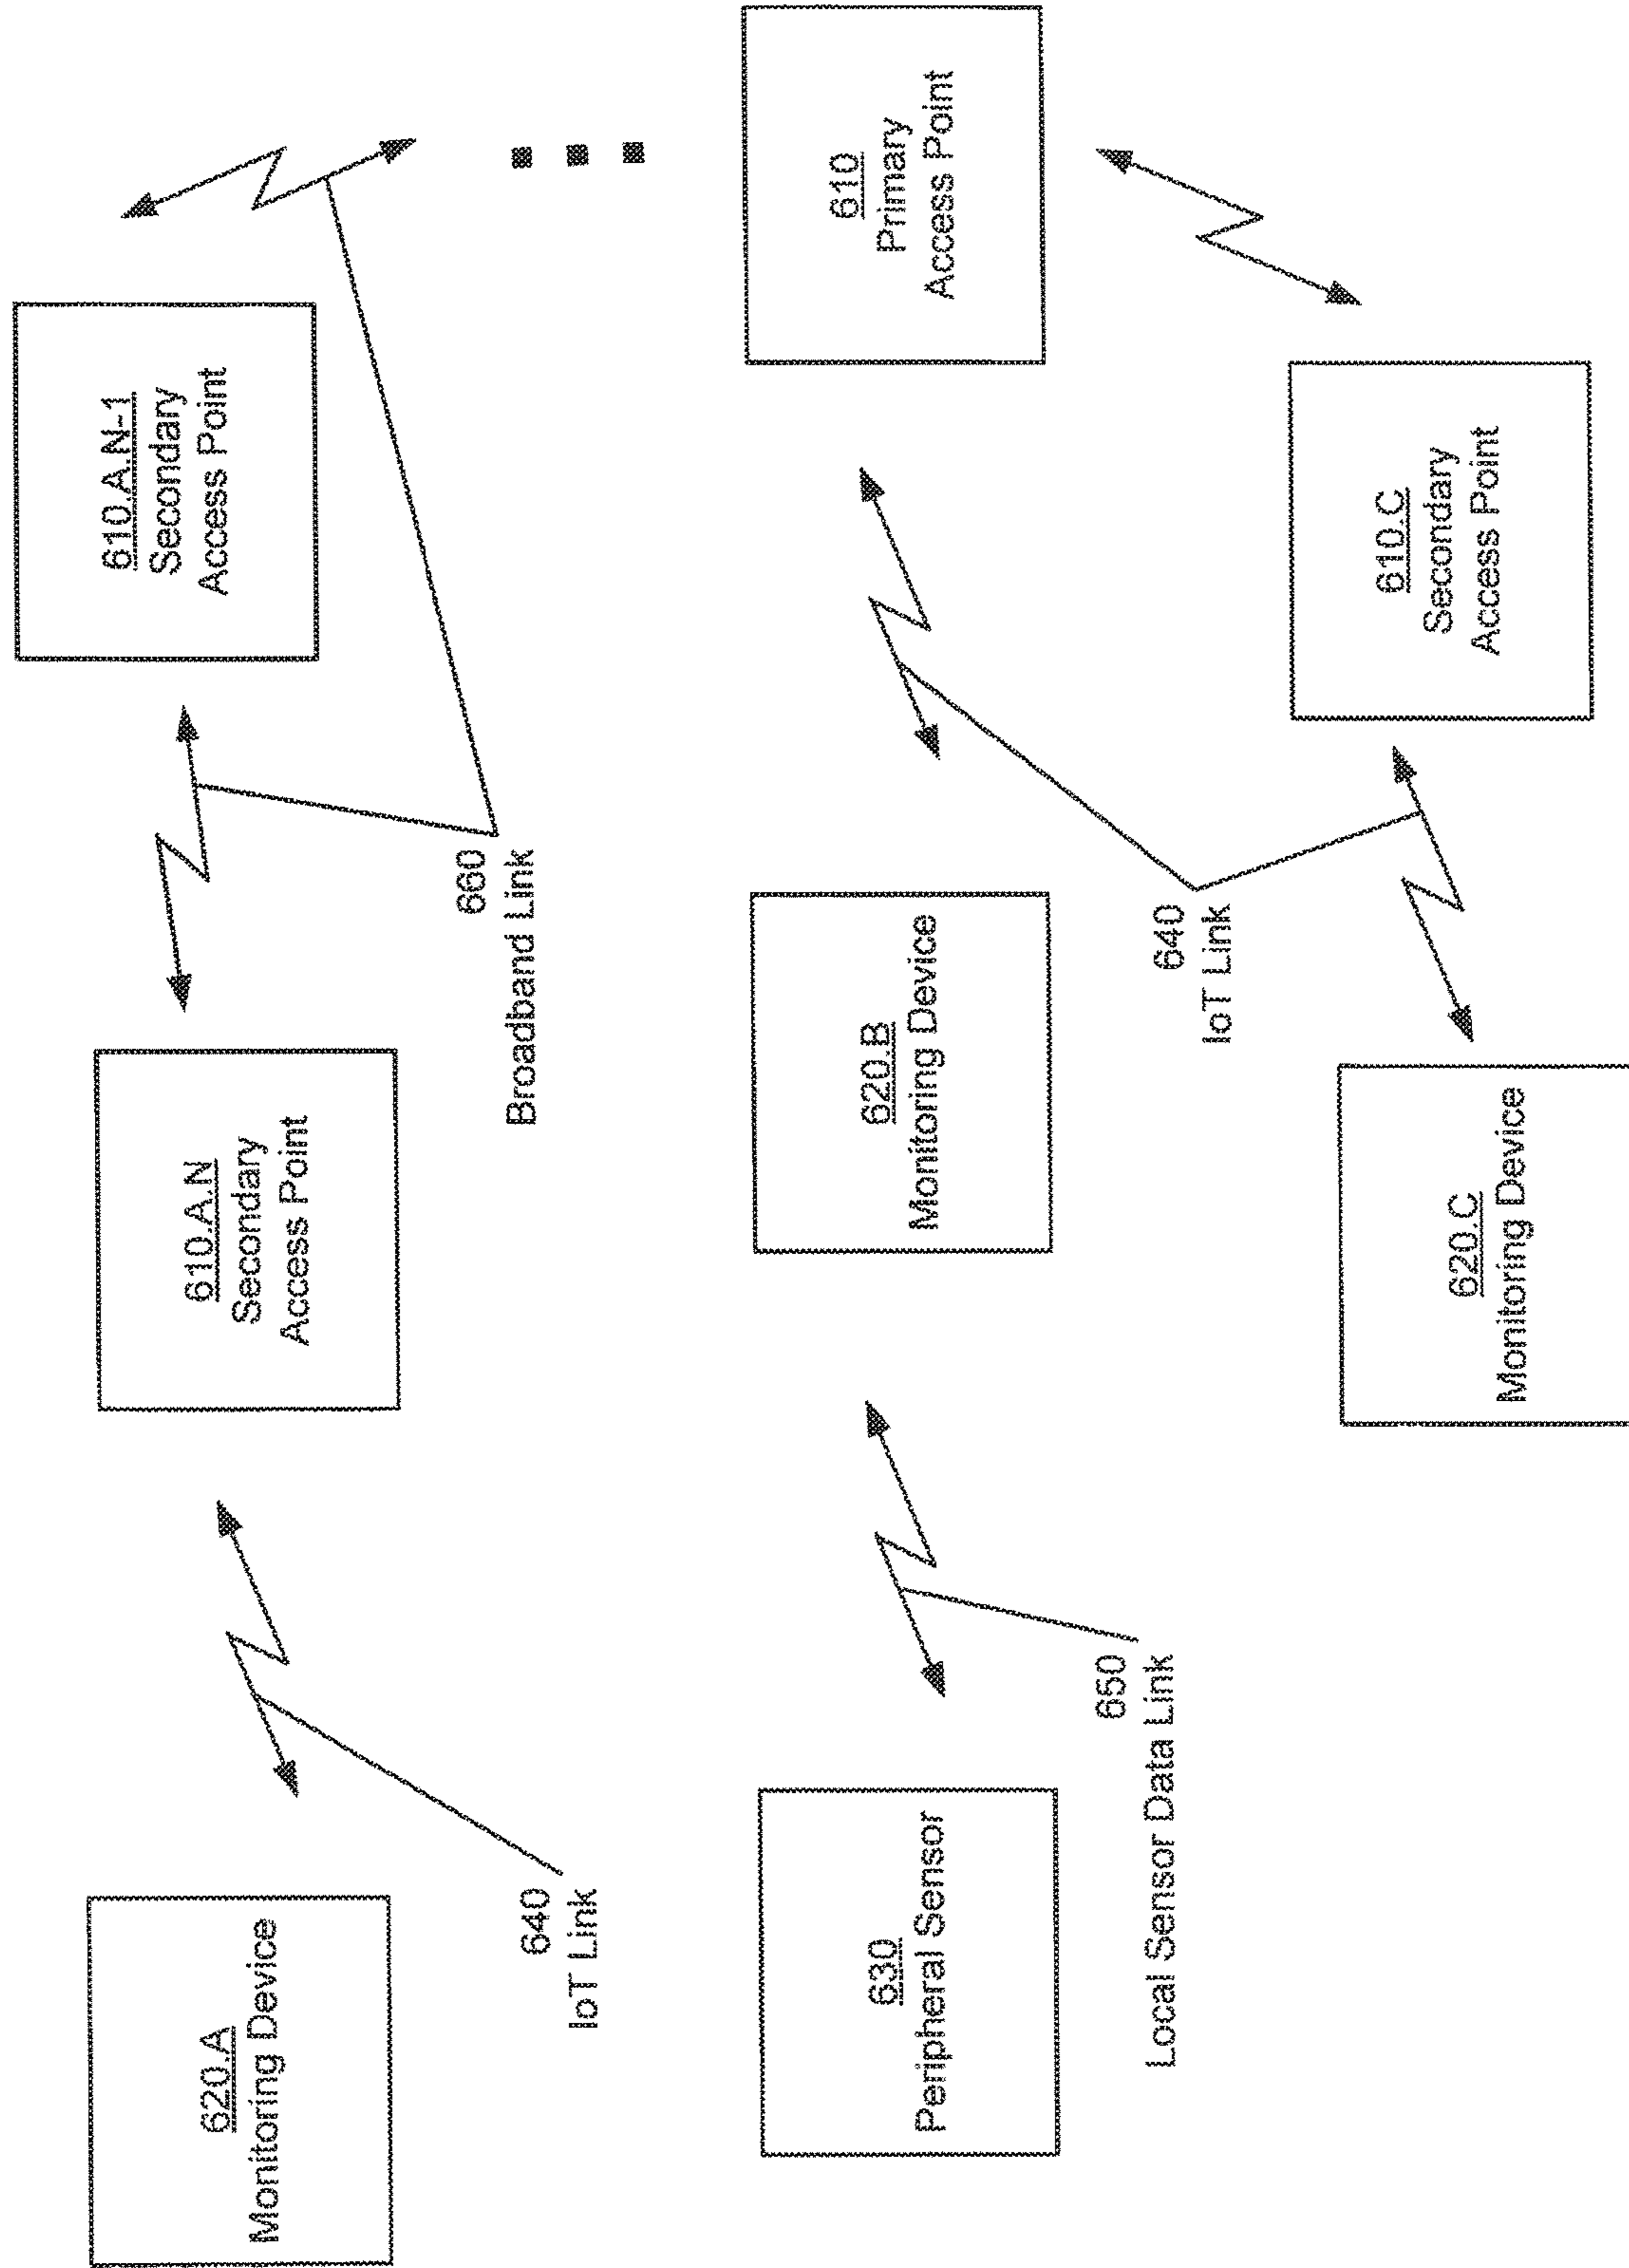 620.A
Monitoring Device
640
IoT Link
610.A.N
Secondary
Access Point
660
Broadband Link
610.A.N-1
Secondary
Access Point
630
Peripheral Sensor
650
Local Sensor Data Link
620.B
Monitoring Device
640
IoT Link
610
Primary
Access Point
620.C
Monitoring Device
610.C
Secondary
Access Point